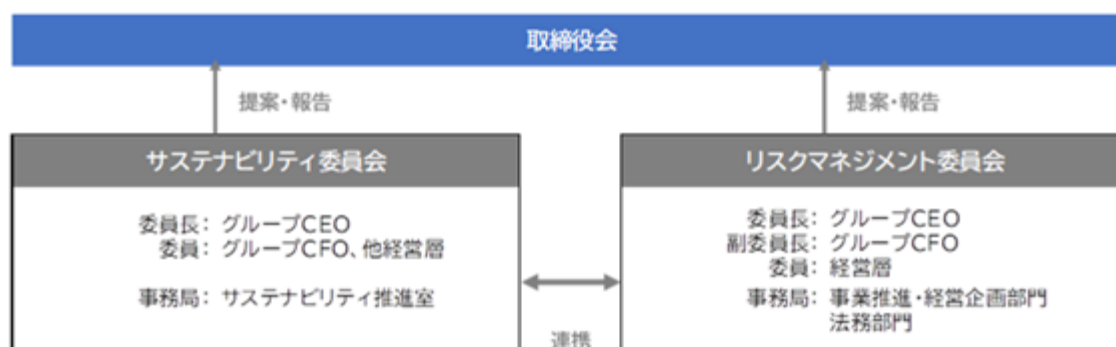 取締役会
提案・報告
提案・報告
サステナビリティ委員会
委員長：グループCEO
委員：グループCFO、他経営層
事務局：サステナビリティ推進室
連携
リスクマネジメント委員会
委員長：グループCEO
副委員長：グループCFO
委員：経営層
事務局：事業推進・経営企画部門
法務部門